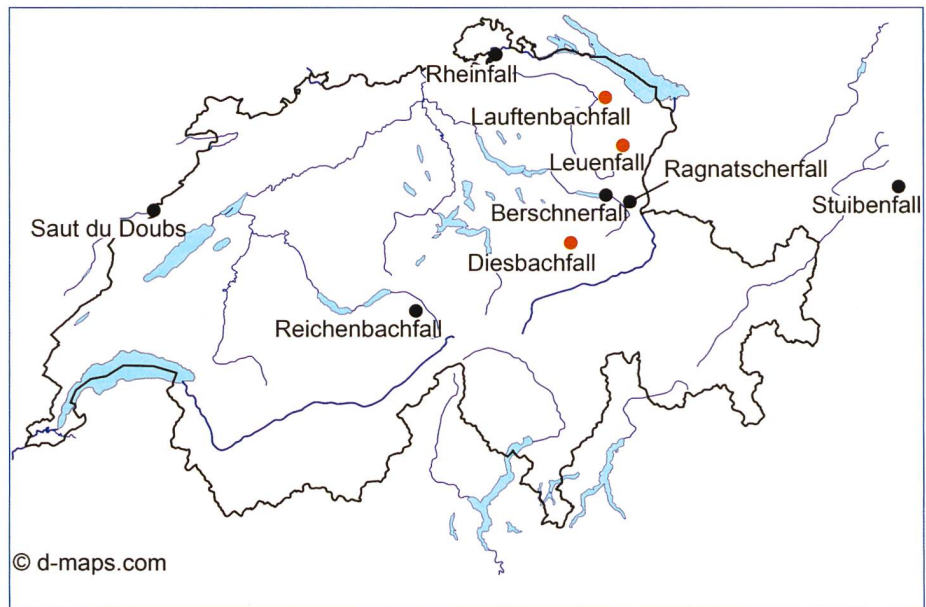 Rheinfall
Lauftenbachfall
Leuenfall
Ragnatscherfall
Stuibenfall
Berschnerfall
Saut du Doubs
Diesbachfall
Reichenbachfall
© d-maps.com